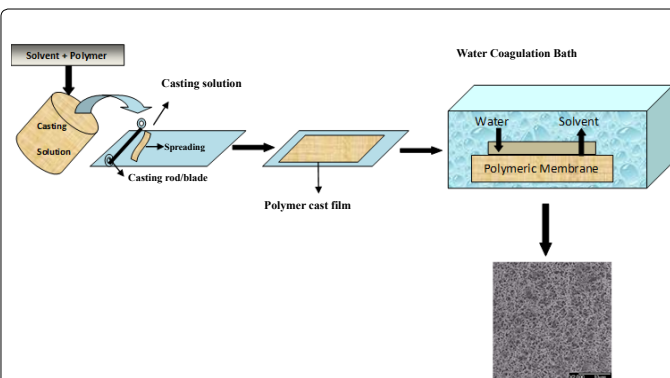 Water Coagulation Bath
Solvent + Polymer
Casting solution
Casting
Solution
Spreading
Casting rod/blade
Polymer cast film
Water
Solvent
Polymeric Membrane